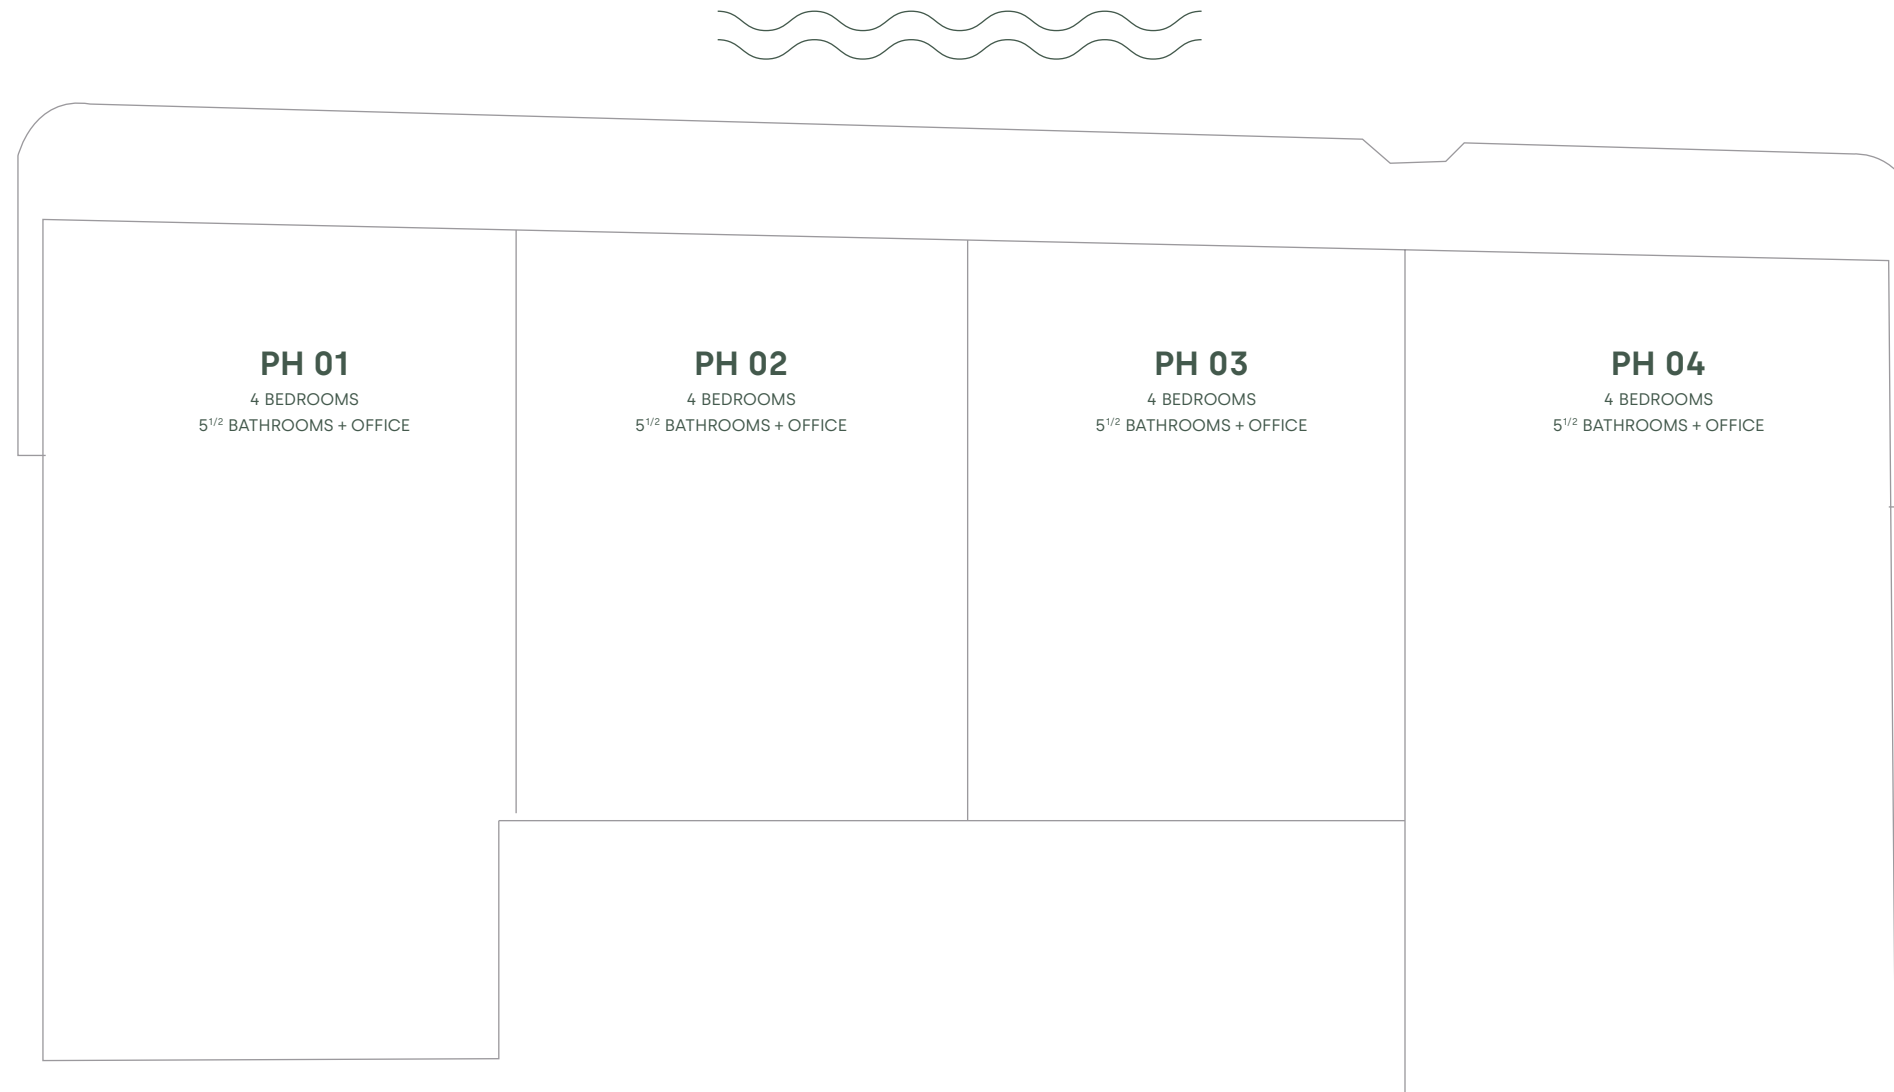 PH 01
4 BEDROOMS
5 1/2 BATHROOMS + OFFICE
PH 02
4 BEDROOMS
5 1/2 BATHROOMS + OFFICE
PH 03
4 BEDROOMS
5 1/2 BATHROOMS + OFFICE
PH 04
4 BEDROOMS
5 1/2 BATHROOMS + OFFICE